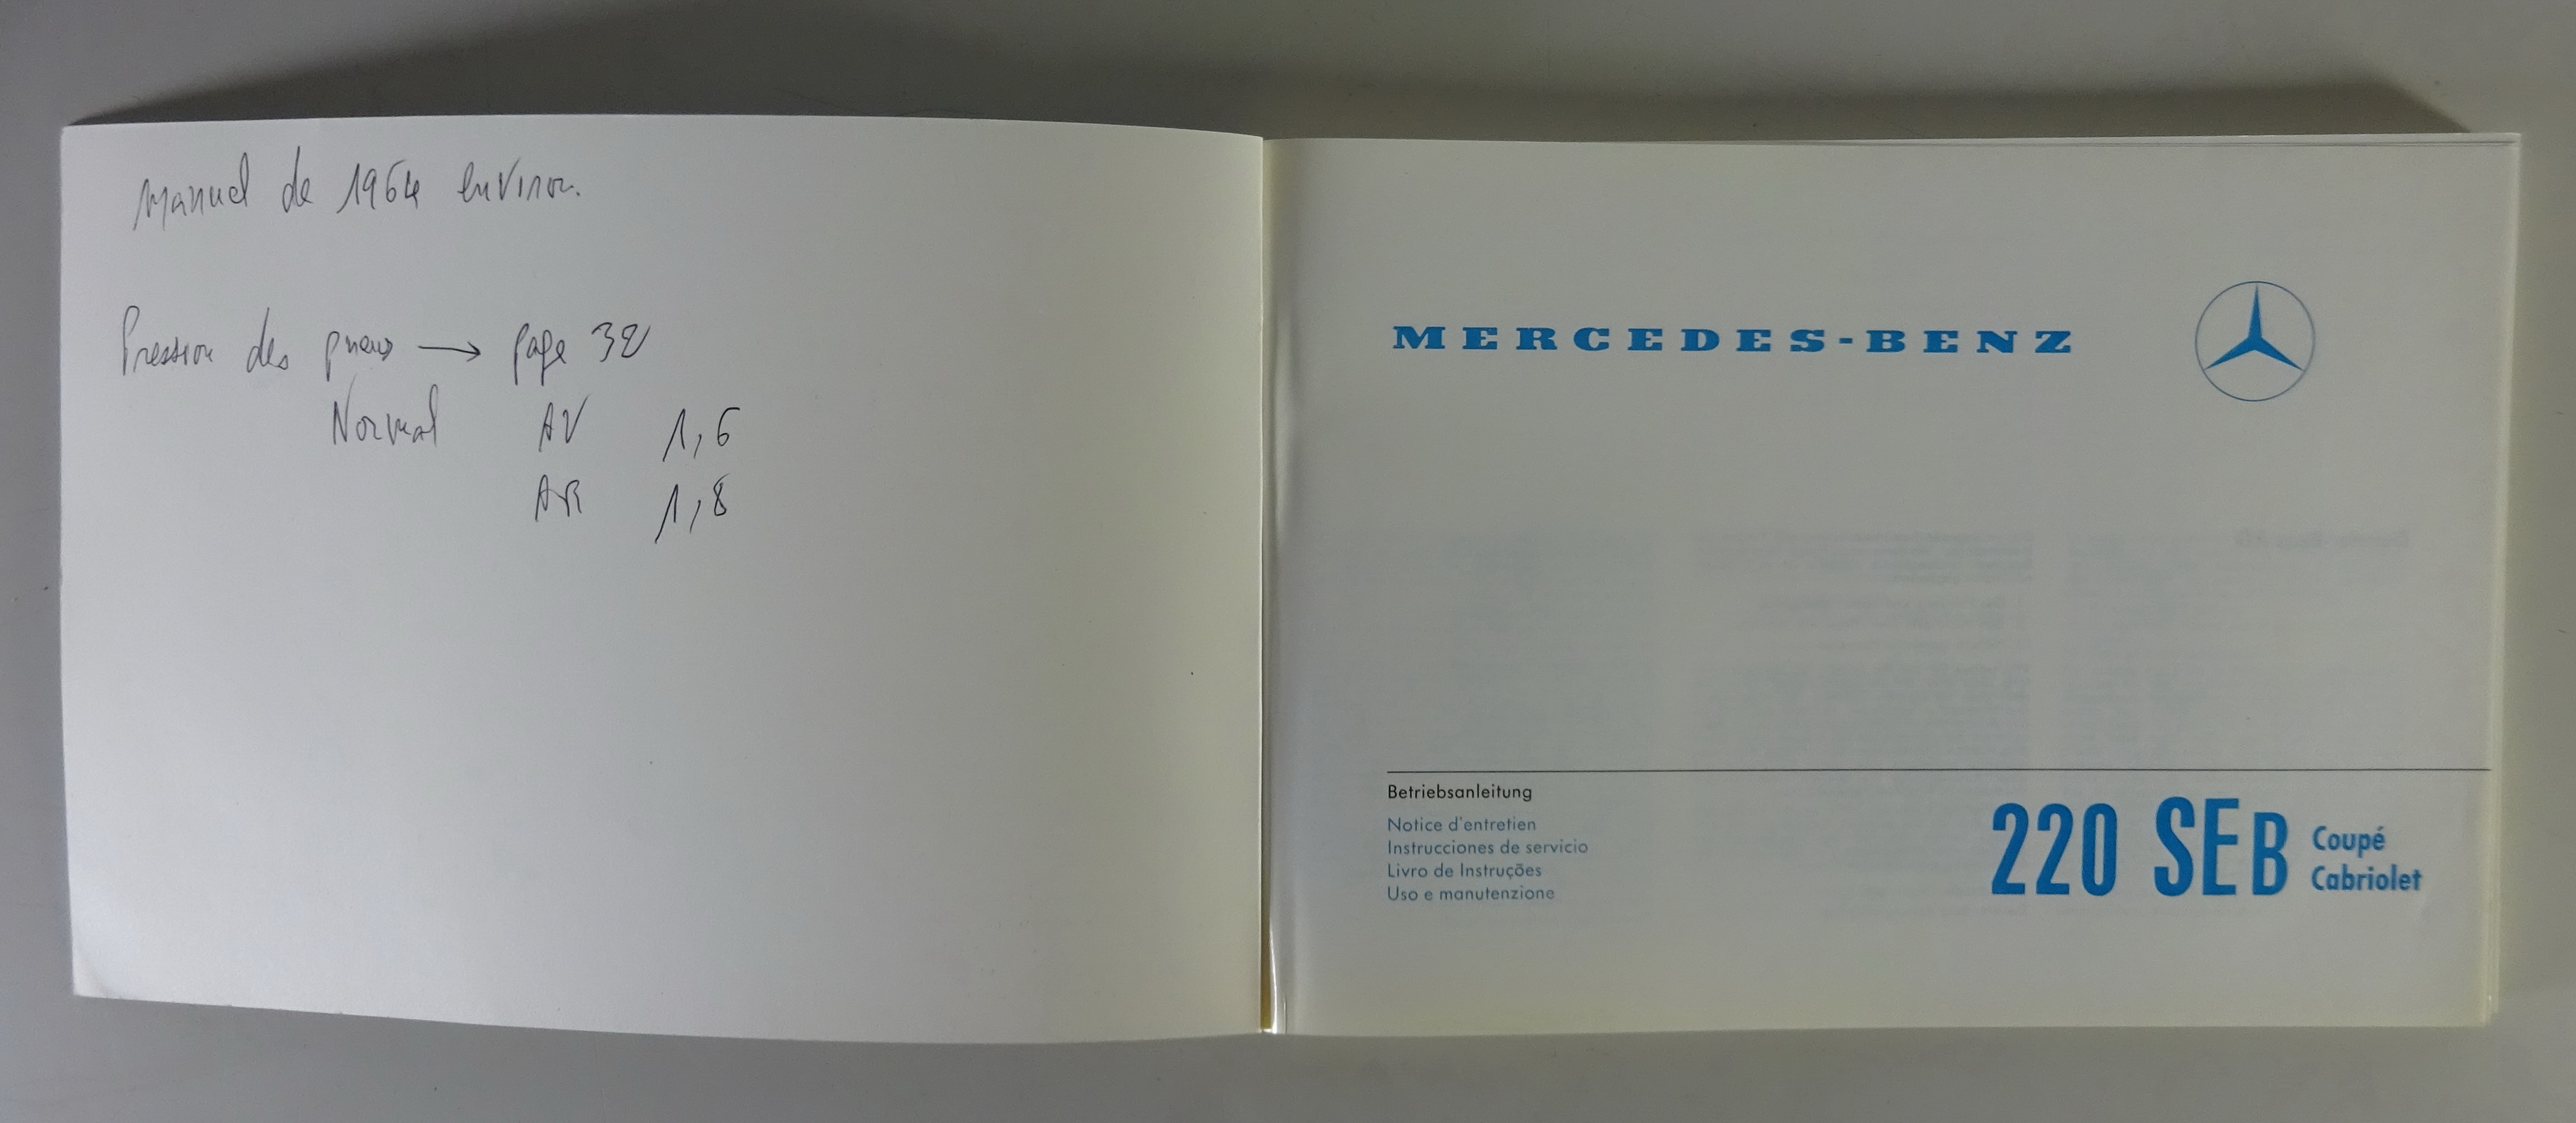 Manuel de 1964 environ.
Pression des pneus → page 32
Normal AV 1,6
AR 1,8
MERCEDES-BENZ
Betriebsanleitung
Notice d'entretien
Instrucciones de servicio
Livro de Instruções
Uso e manutenzione
220 SEB Coupé
Cabriolet